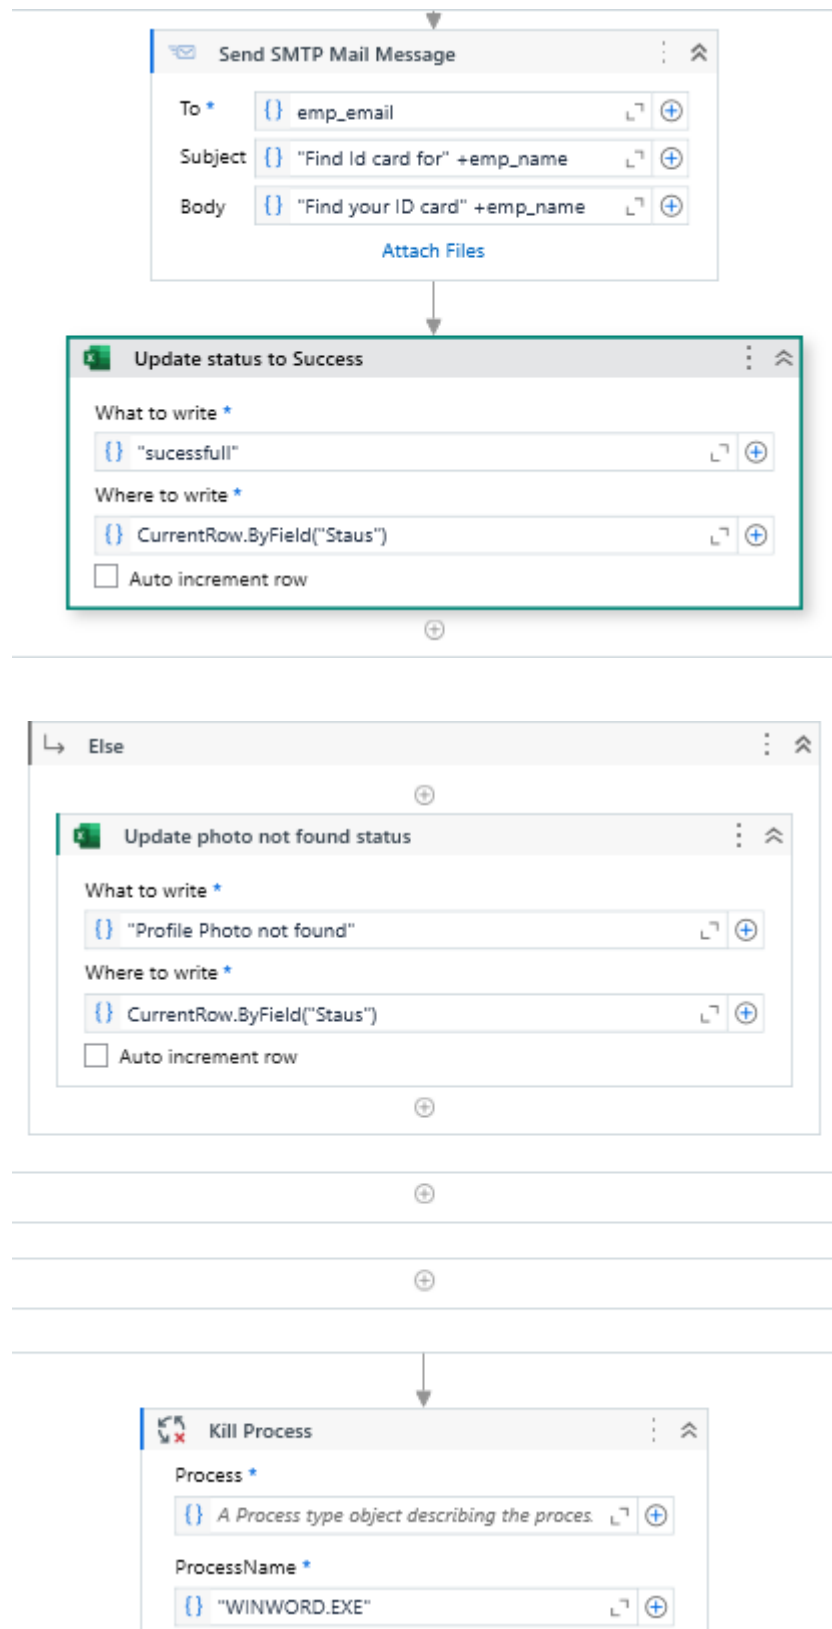 Send SMTP Mail Message
To * {} emp_email
Subject {} "Find Id card for" +emp_name
Body {} "Find your ID card" +emp_name
Attach Files
Update status to Success
What to write *
{} "sucessfull"
Where to write *
{} CurrentRow.ByField("Staus")
Auto increment row
Else
Update photo not found status
What to write *
{} "Profile Photo not found"
Where to write *
{} CurrentRow.ByField("Staus")
Auto increment row
Kill Process
Process *
{} A Process type object describing the proces.
ProcessName *
{} "WINWORD.EXE"